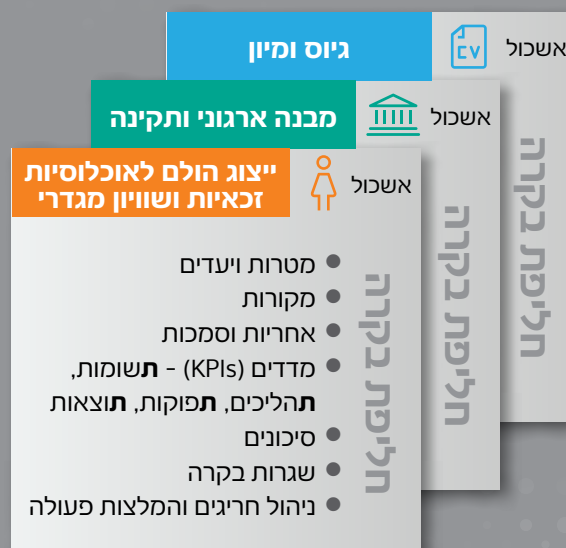 אשכול CV גיוס ומיון
חליפת בקרה
אשכול מבנה ארגוני ותקינה
חליפת בקרה
אשכול ייצוג הולם לאוכלוסיות
זכאיות ושוויון מגדרי
חליפת בקרה
● מטרות ויעדים
● מקורות
● אחריות וסמכות
● מדדים (KPIs) - תשומות,
תהליכים, תפוקות, תוצאות
● סיכונים
● שגרות בקרה
● ניהול חריגים והמלצות פעולה